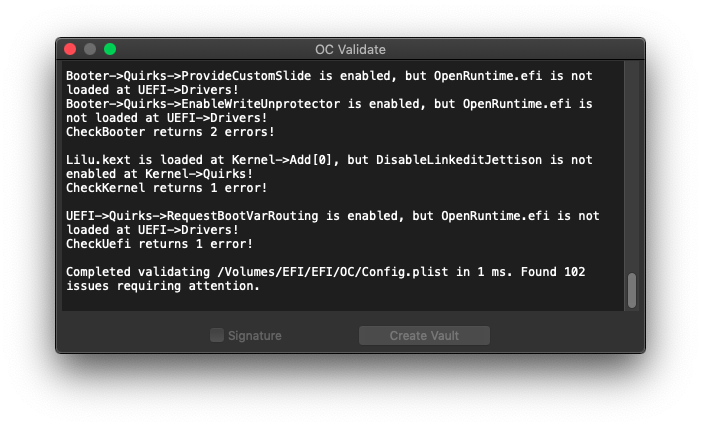 OC Validate
Booter->Quirks->ProvideCustomSlide is enabled, but OpenRuntime.efi is not
loaded at UEFI->Drivers!
Booter->Quirks->EnableWriteUnprotector is enabled, but OpenRuntime.efi is
not loaded at UEFI->Drivers!
CheckBooter returns 2 errors!
Lilu.kext is loaded at Kernel->Add[0], but DisableLinkeditJettison is not
enabled at Kernel->Quirks!
CheckKernel returns 1 error!
UEFI->Quirks->RequestBootVarRouting is enabled, but OpenRuntime.efi is not
loaded at UEFI->Drivers!
CheckUefi returns 1 error!
Completed validating /Volumes/EFI/EFI/OC/Config.plist in 1 ms. Found 102
issues requiring attention.
Signature
Create Vault